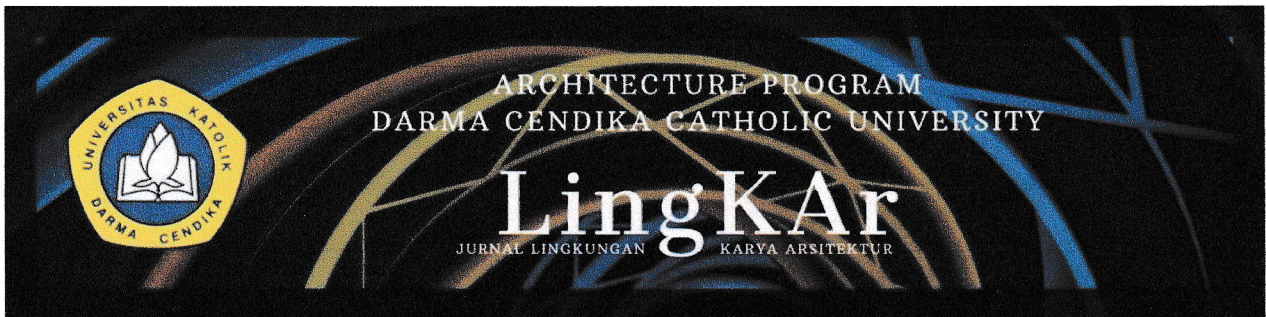 UNIVERSITAS KATOLIK
DARMA CENDIKA
ARCHITECTURE PROGRAM
DARMA CENDIKA CATHOLIC UNIVERSITY
LingKAr
JURNAL LINGKUNGAN KARYA ARSITEKTUR